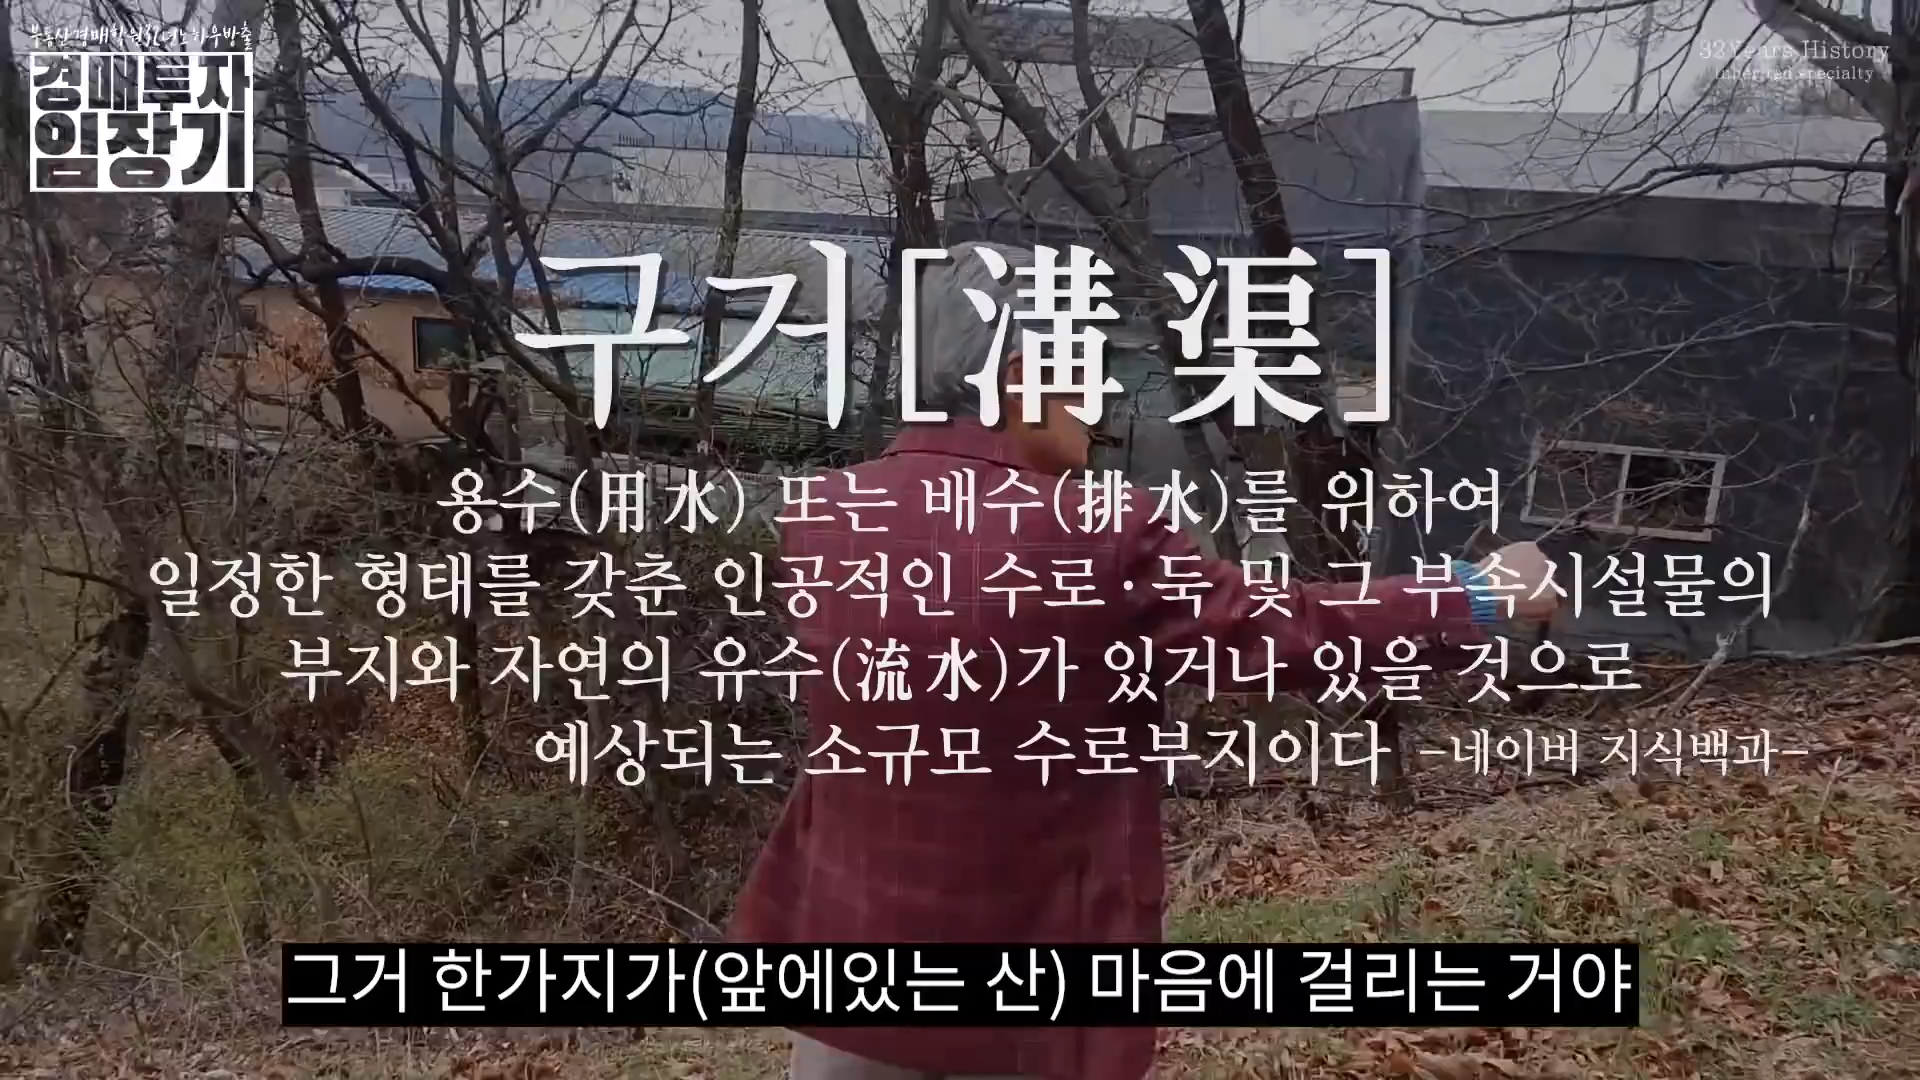 부동산경매학원32년노하우방출
경매투자
임장기
32Years History
inherited specialty
구거[溝渠]
용수(用水) 또는 배수(排水)를 위하여
일정한 형태를 갖춘 인공적인 수로·둑 및 그 부속시설물의
부지와 자연의 유수(流水)가 있거나 있을 것으로
예상되는 소규모 수로부지이다 -네이버 지식백과-
그거 한가지가(앞에있는 산) 마음에 걸리는 거야